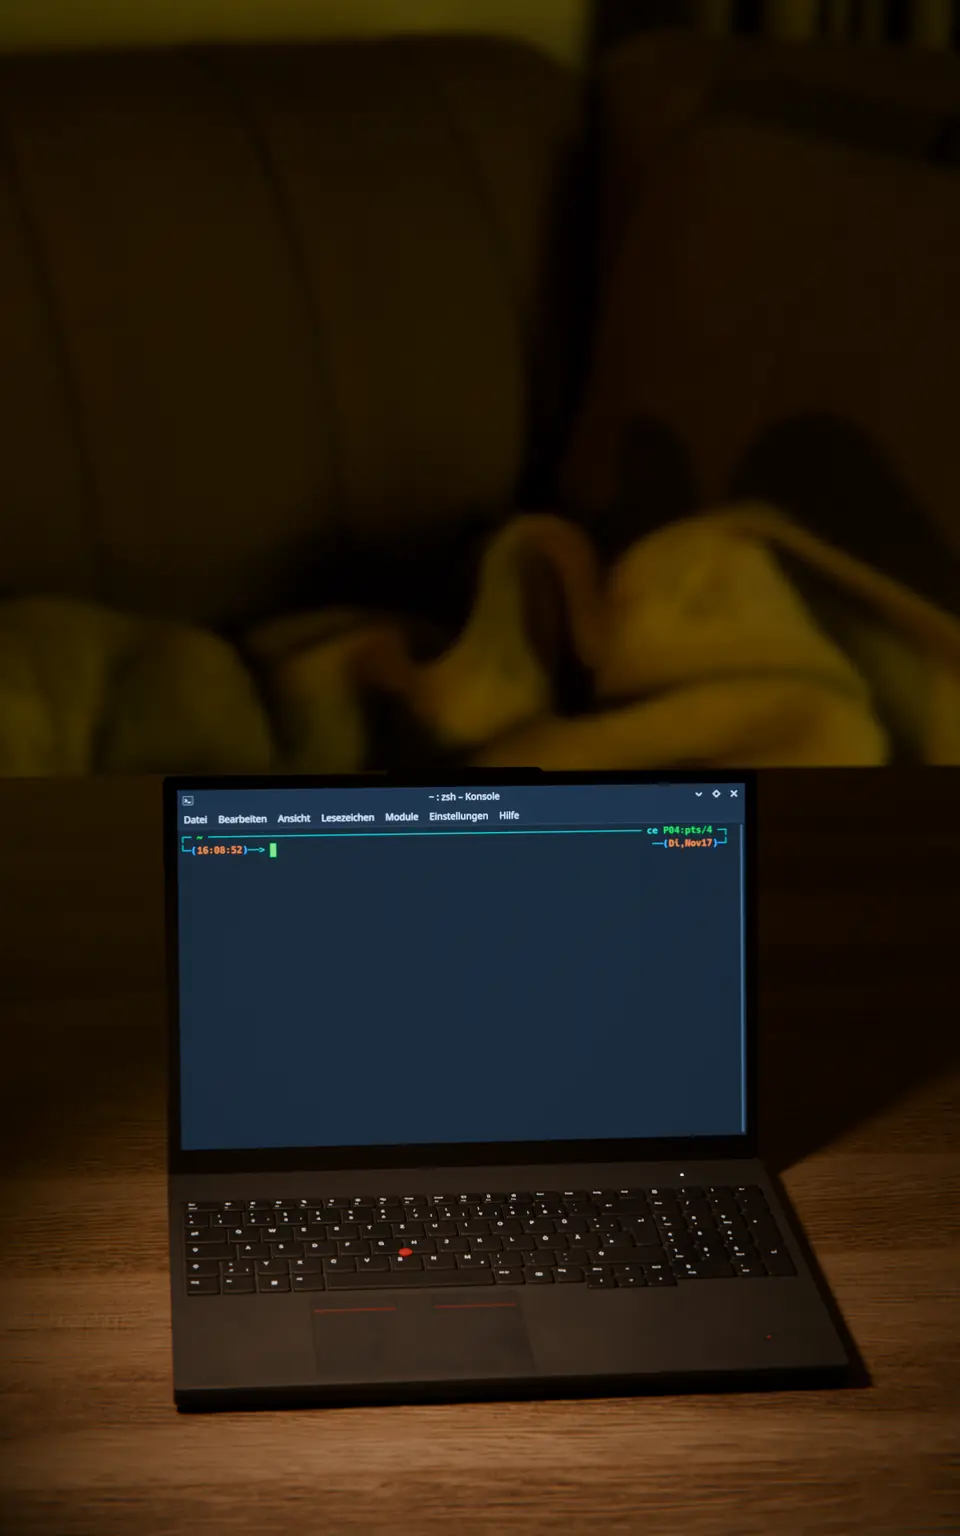 ~ : zsh – Konsole
Datei Bearbeiten Ansicht Lesezeichen Module Einstellungen Hilfe
~ ce P04:pts/4
(16:08:52)—> —(Di,Nov17)
Q W E R T Z U I O P Ü
A S D F G H J K L Ö Ä
Y X C V B N M